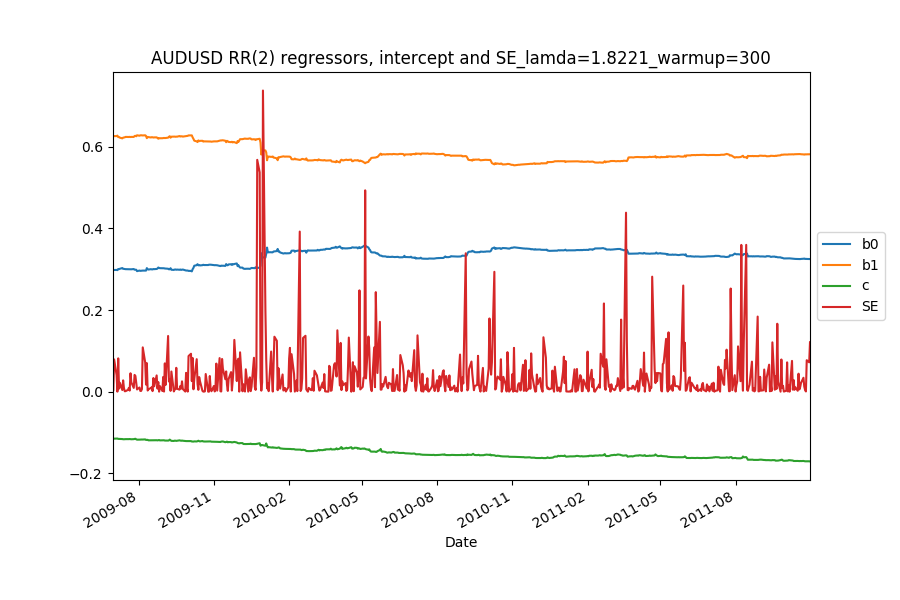 AUDUSD RR(2) regressors, intercept and SE_lamda=1.8221_warmup=300
0.6
0.4
0.2
0.0
−0.2
b0
b1
c
SE
2009-08
2009-11
2010-02
2010-05
2010-08
2010-11
2011-02
2011-05
2011-08
Date